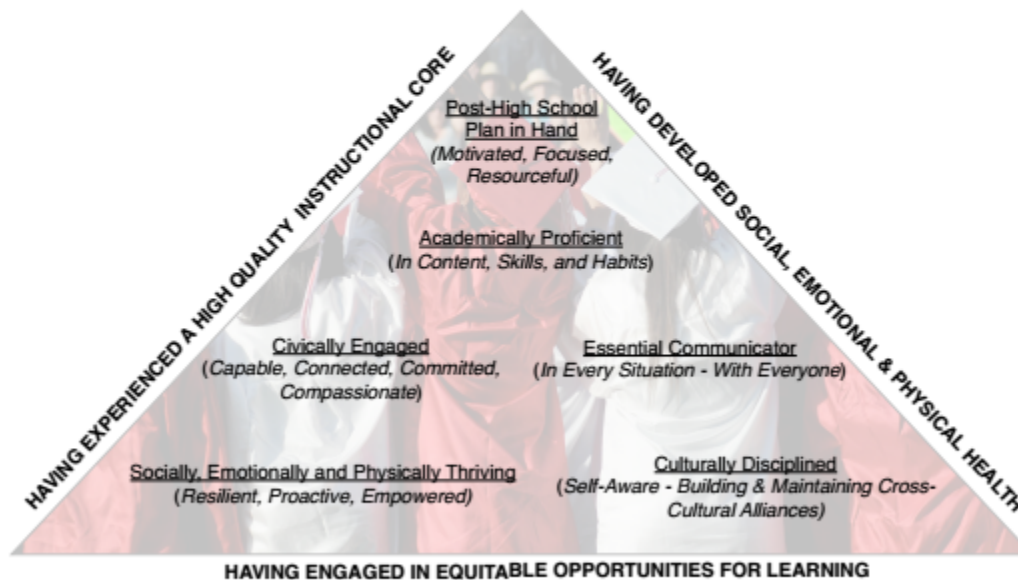 HAVING EXPERIENCED A HIGH QUALITY INSTRUCTIONAL CORE
HAVING DEVELOPED SOCIAL, EMOTIONAL & PHYSICAL HEALTH
Post-High School
Plan in Hand
(Motivated, Focused,
Resourceful)
Academically Proficient
(In Content, Skills, and Habits)
Civically Engaged
(Capable, Connected, Committed,
Compassionate)
Essential Communicator
(In Every Situation - With Everyone)
Socially, Emotionally and Physically Thriving
(Resilient, Proactive, Empowered)
Culturally Disciplined
(Self-Aware - Building & Maintaining Cross-
Cultural Alliances)
HAVING ENGAGED IN EQUITABLE OPPORTUNITIES FOR LEARNING